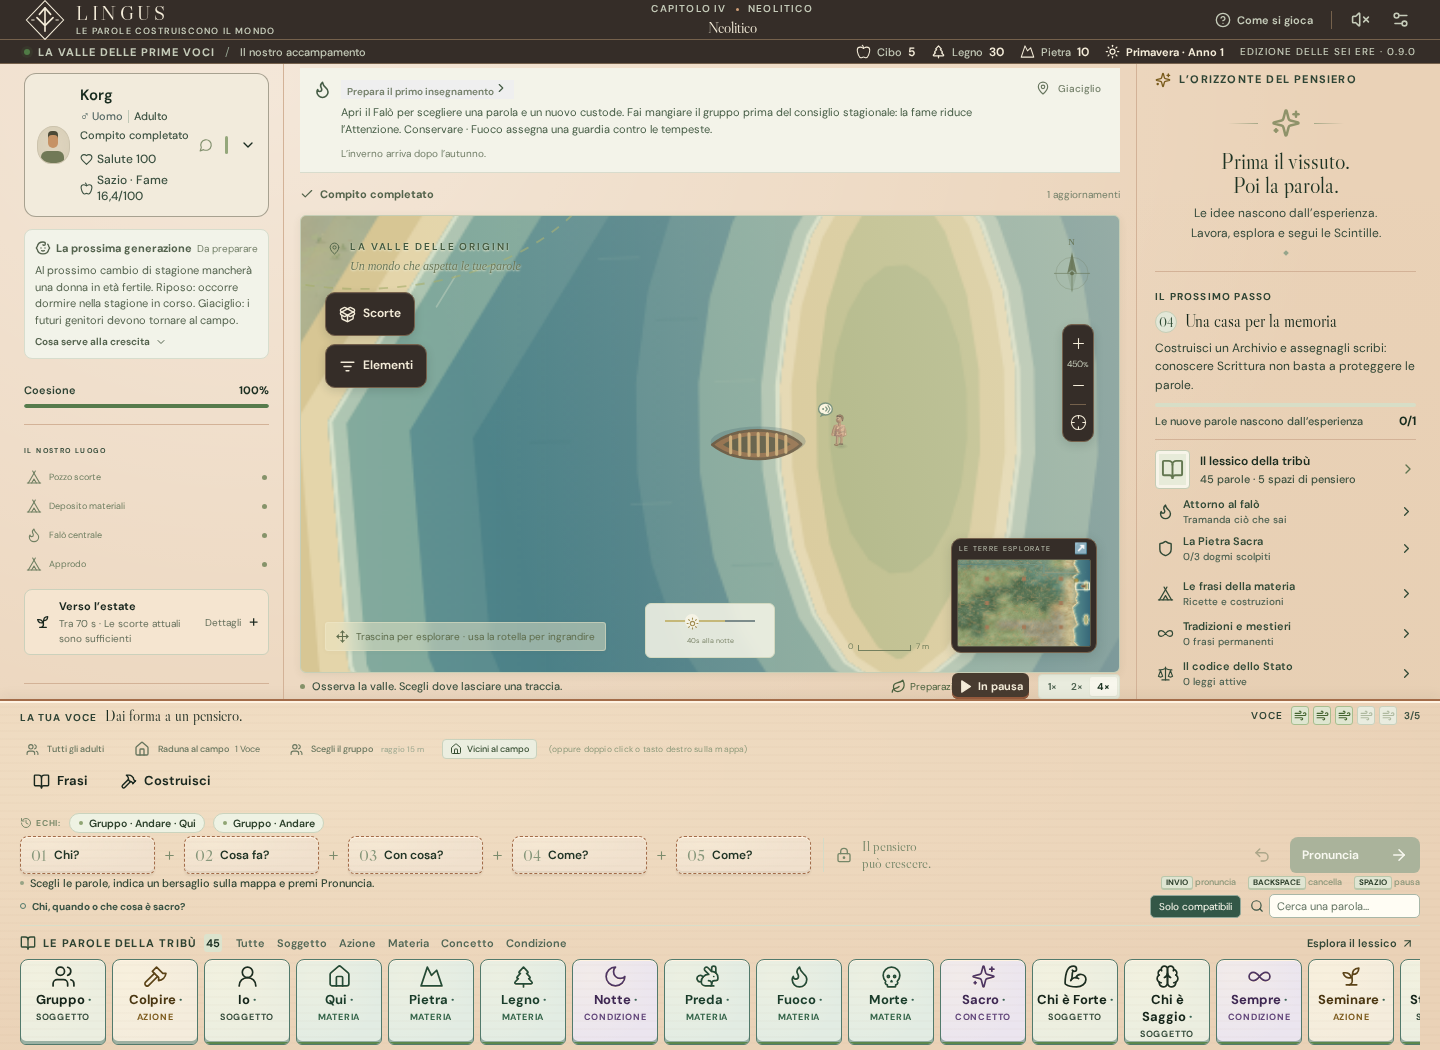 LINGUS
LE PAROLE COSTRUISCONO IL MONDO
CAPITOLO IV • NEOLITICO
Neolitico
Come si gioca
LA VALLE DELLE PRIME VOCI / Il nostro accampamento
Cibo 5 Legno 30 Pietra 10 Primavera · Anno 1 EDIZIONE DELLE SEI ERE · 0.9.0
Korg
♂ Uomo Adulto
Compito completato
Salute 100
Sazio · Fame
16,4/100
La prossima generazione Da preparare
Al prossimo cambio di stagione mancherà
una donna in età fertile. Riposo: occorre
dormire nella stagione in corso. Giaciglio: i
futuri genitori devono tornare al campo.
Cosa serve alla crescita
Coesione 100%
IL NOSTRO LUOGO
Pozzo scorte
Deposito materiali
Falò centrale
Approdo
Verso l’estate
Tra 70 s · Le scorte attuali
sono sufficienti
Dettagli +
Prepara il primo insegnamento
Giaciglio
Apri il Falò per scegliere una parola e un nuovo custode. Fai mangiare il gruppo prima del consiglio stagionale: la fame riduce
l’Attenzione. Conservare · Fuoco assegna una guardia contro le tempeste.
L’inverno arriva dopo l’autunno.
Compito completato 1 aggiornamenti
LA VALLE DELLE ORIGINI
Un mondo che aspetta le tue parole
Scorte
Elementi
N
450%
LE TERRE ESPLORATE
Trascina per esplorare · usa la rotella per ingrandire
40s alla notte
0 7 m
Osserva la valle. Scegli dove lasciare una traccia.
Preparaz
In pausa
1× 2× 4×
L’ORIZZONTE DEL PENSIERO
Prima il vissuto.
Poi la parola.
Le idee nascono dall’esperienza.
Lavora, esplora e segui le Scintille.
IL PROSSIMO PASSO
04 Una casa per la memoria
Costruisci un Archivio e assegnagli scribi:
conoscere Scrittura non basta a proteggere le
parole.
Le nuove parole nascono dall’esperienza 0/1
Il lessico della tribù
45 parole · 5 spazi di pensiero
Attorno al falò
Tramanda ciò che sai
La Pietra Sacra
0/3 dogmi scolpiti
Le frasi della materia
Ricette e costruzioni
Tradizioni e mestieri
0 frasi permanenti
Il codice dello Stato
0 leggi attive
LA TUA VOCE Dai forma a un pensiero.
VOCE 3/5
Tutti gli adulti Raduna al campo 1 Voce Scegli il gruppo raggio 15 m Vicini al campo (oppure doppio click o tasto destro sulla mappa)
Frasi Costruisci
ECHI: Gruppo · Andare · Qui Gruppo · Andare
01 Chi? + 02 Cosa fa? + 03 Con cosa? + 04 Come? + 05 Come?
Il pensiero
può crescere.
Pronuncia
Scegli le parole, indica un bersaglio sulla mappa e premi Pronuncia.
INVIO pronuncia BACKSPACE cancella SPAZIO pausa
Chi, quando o che cosa è sacro?
Solo compatibili Cerca una parola...
LE PAROLE DELLA TRIBÙ 45 Tutte Soggetto Azione Materia Concetto Condizione
Esplora il lessico
Gruppo ·
SOGGETTO
Colpire ·
AZIONE
Io ·
SOGGETTO
Qui ·
MATERIA
Pietra ·
MATERIA
Legno ·
MATERIA
Notte ·
CONDIZIONE
Preda ·
MATERIA
Fuoco ·
MATERIA
Morte ·
MATERIA
Sacro ·
CONCETTO
Chi è Forte ·
SOGGETTO
Chi è
Saggio ·
SOGGETTO
Sempre ·
CONDIZIONE
Seminare ·
AZIONE